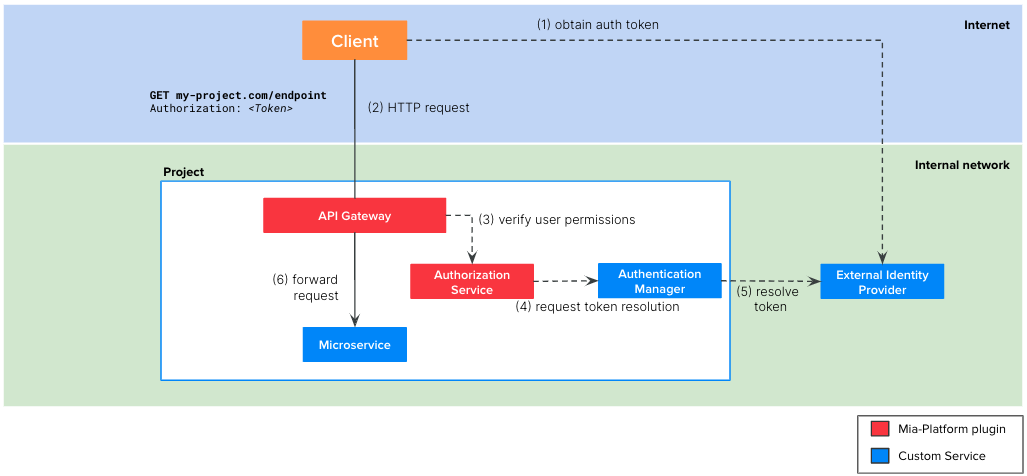 (1) obtain auth token
Internet
Client
GET my-project.com/endpoint
Authorization: <Token>
(2) HTTP request
Internal network
Project
API Gateway
(3) verify user permissions
Authorization
Service
Authentication
Manager
External Identity
Provider
(6) forward
request
(4) request token resolution
(5) resolve
token
Microservice
Mia-Platform plugin
Custom Service